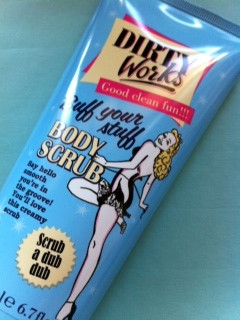 DIRTY
Works
Good clean fun!!!
Buff your
stuff
BODY
SCRUB
Say hello
smooth
you're in
the groove!
You'll love
this creamy
scrub
Scrub
a dub
dub
e 6.7